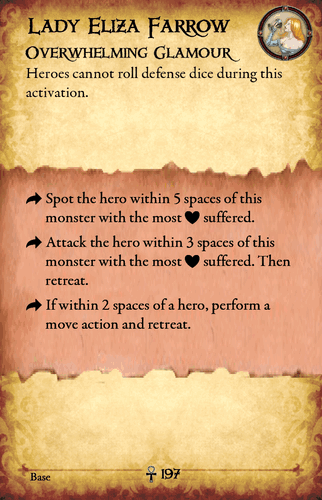 Lady Eliza Farrow
Overwhelming Glamour
Heroes cannot roll defense dice during this
activation.
Spot the hero within 5 spaces of this
monster with the most ♥ suffered.
Attack the hero within 3 spaces of this
monster with the most ♥ suffered. Then
retreat.
If within 2 spaces of a hero, perform a
move action and retreat.
Base
☥ 197